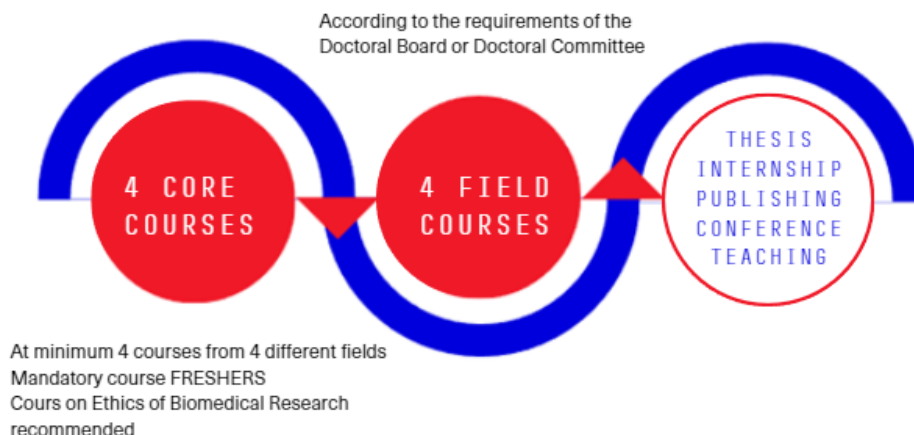 According to the requirements of the
Doctoral Board or Doctoral Committee
4 CORE
COURSES
4 FIELD
COURSES
THESIS
INTERNSHIP
PUBLISHING
CONFERENCE
TEACHING
At minimum 4 courses from 4 different fields
Mandatory course FRESHERS
Cours on Ethics of Biomedical Research
recommended